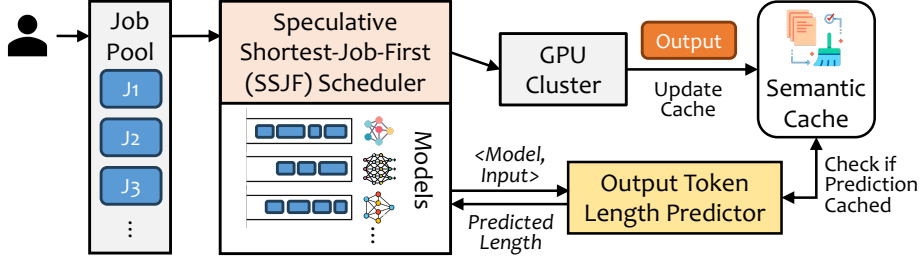 Job
Pool
J1
J2
J3
⋮
Speculative
Shortest-Job-First
(SSJF) Scheduler
Models
...
GPU
Cluster
Output
Update
Cache
Semantic
Cache
<Model,
Input>
Predicted
Length
Output Token
Length Predictor
Check if
Prediction
Cached